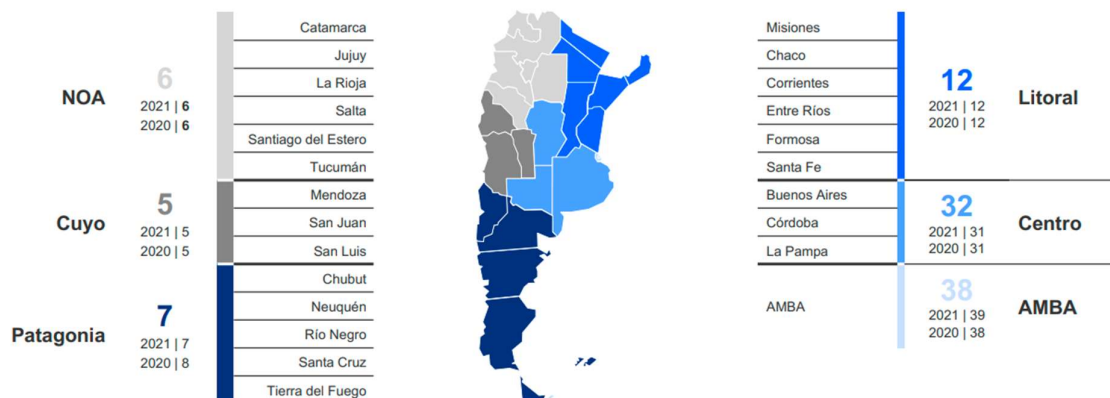 NOA
6
2021 | 6
2020 | 6
Catamarca
Jujuy
La Rioja
Salta
Santiago del Estero
Tucumán
Cuyo
5
2021 | 5
2020 | 5
Mendoza
San Juan
San Luis
Patagonia
7
2021 | 7
2020 | 8
Chubut
Neuquén
Río Negro
Santa Cruz
Tierra del Fuego
Misiones
Chaco
Corrientes
Entre Ríos
Formosa
Santa Fe
12
2021 | 12
2020 | 12
Litoral
Buenos Aires
Córdoba
La Pampa
32
2021 | 31
2020 | 31
Centro
AMBA
38
2021 | 39
2020 | 38
AMBA